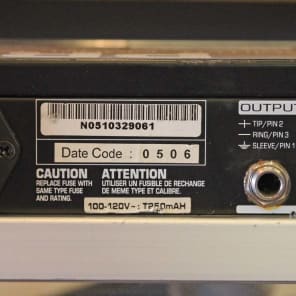 N0510329061
Date Code : 0506
CAUTION
REPLACE FUSE WITH
SAME TYPE FUSE
AND RATING.
ATTENTION
UTILISER UN FUSIBLE DE RECHANGE
DE MEME TYPE ET CALIBRE.
100-120V~: T250mAH
OUTPUT
TIP/PIN 2
RING/PIN 3
SLEEVE/PIN 1